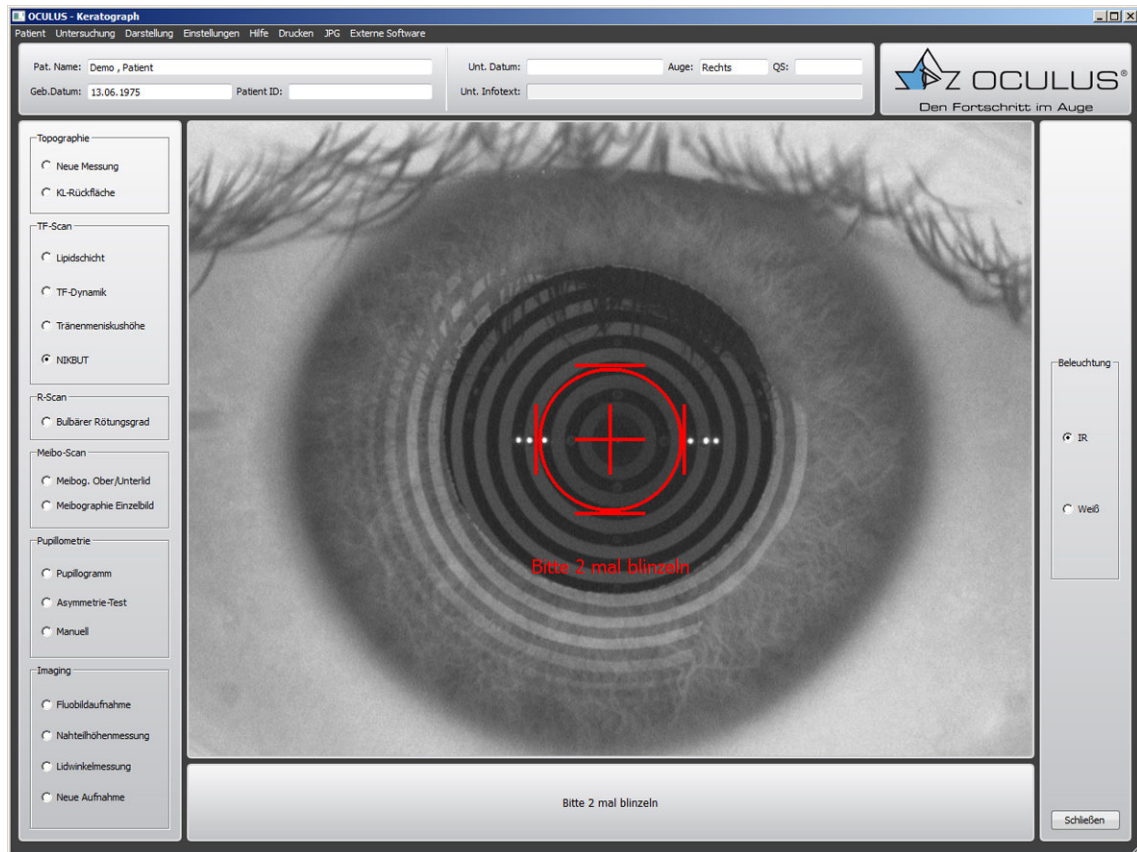 OCULUS - Keratograph
Patient Untersuchung Darstellung Einstellungen Hilfe Drucken JPG Externe Software
Pat. Name: Demo , Patient
Unt. Datum: Auge: Rechts QS:
Geb.Datum: 13.06.1975 Patient ID:
Unt. Infotext:
OCULUS®
Den Fortschritt im Auge
Topographie
Neue Messung
KL-Rückfläche
TF-Scan
Lipidschicht
TF-Dynamik
Tränenmeniskushöhe
NIKBUT
R-Scan
Bulbärer Rötungsgrad
Meibo-Scan
Meibog. Ober/Unterlid
Meibographie Einzelbild
Pupillometrie
Pupillogramm
Asymmetrie-Test
Manuell
Imaging
Fluobildaufnahme
Nahteilhöhenmessung
Lidwinkelmessung
Neue Aufnahme
Bitte 2 mal blinzeln
Bitte 2 mal blinzeln
Beleuchtung
IR
Weiß
Schließen